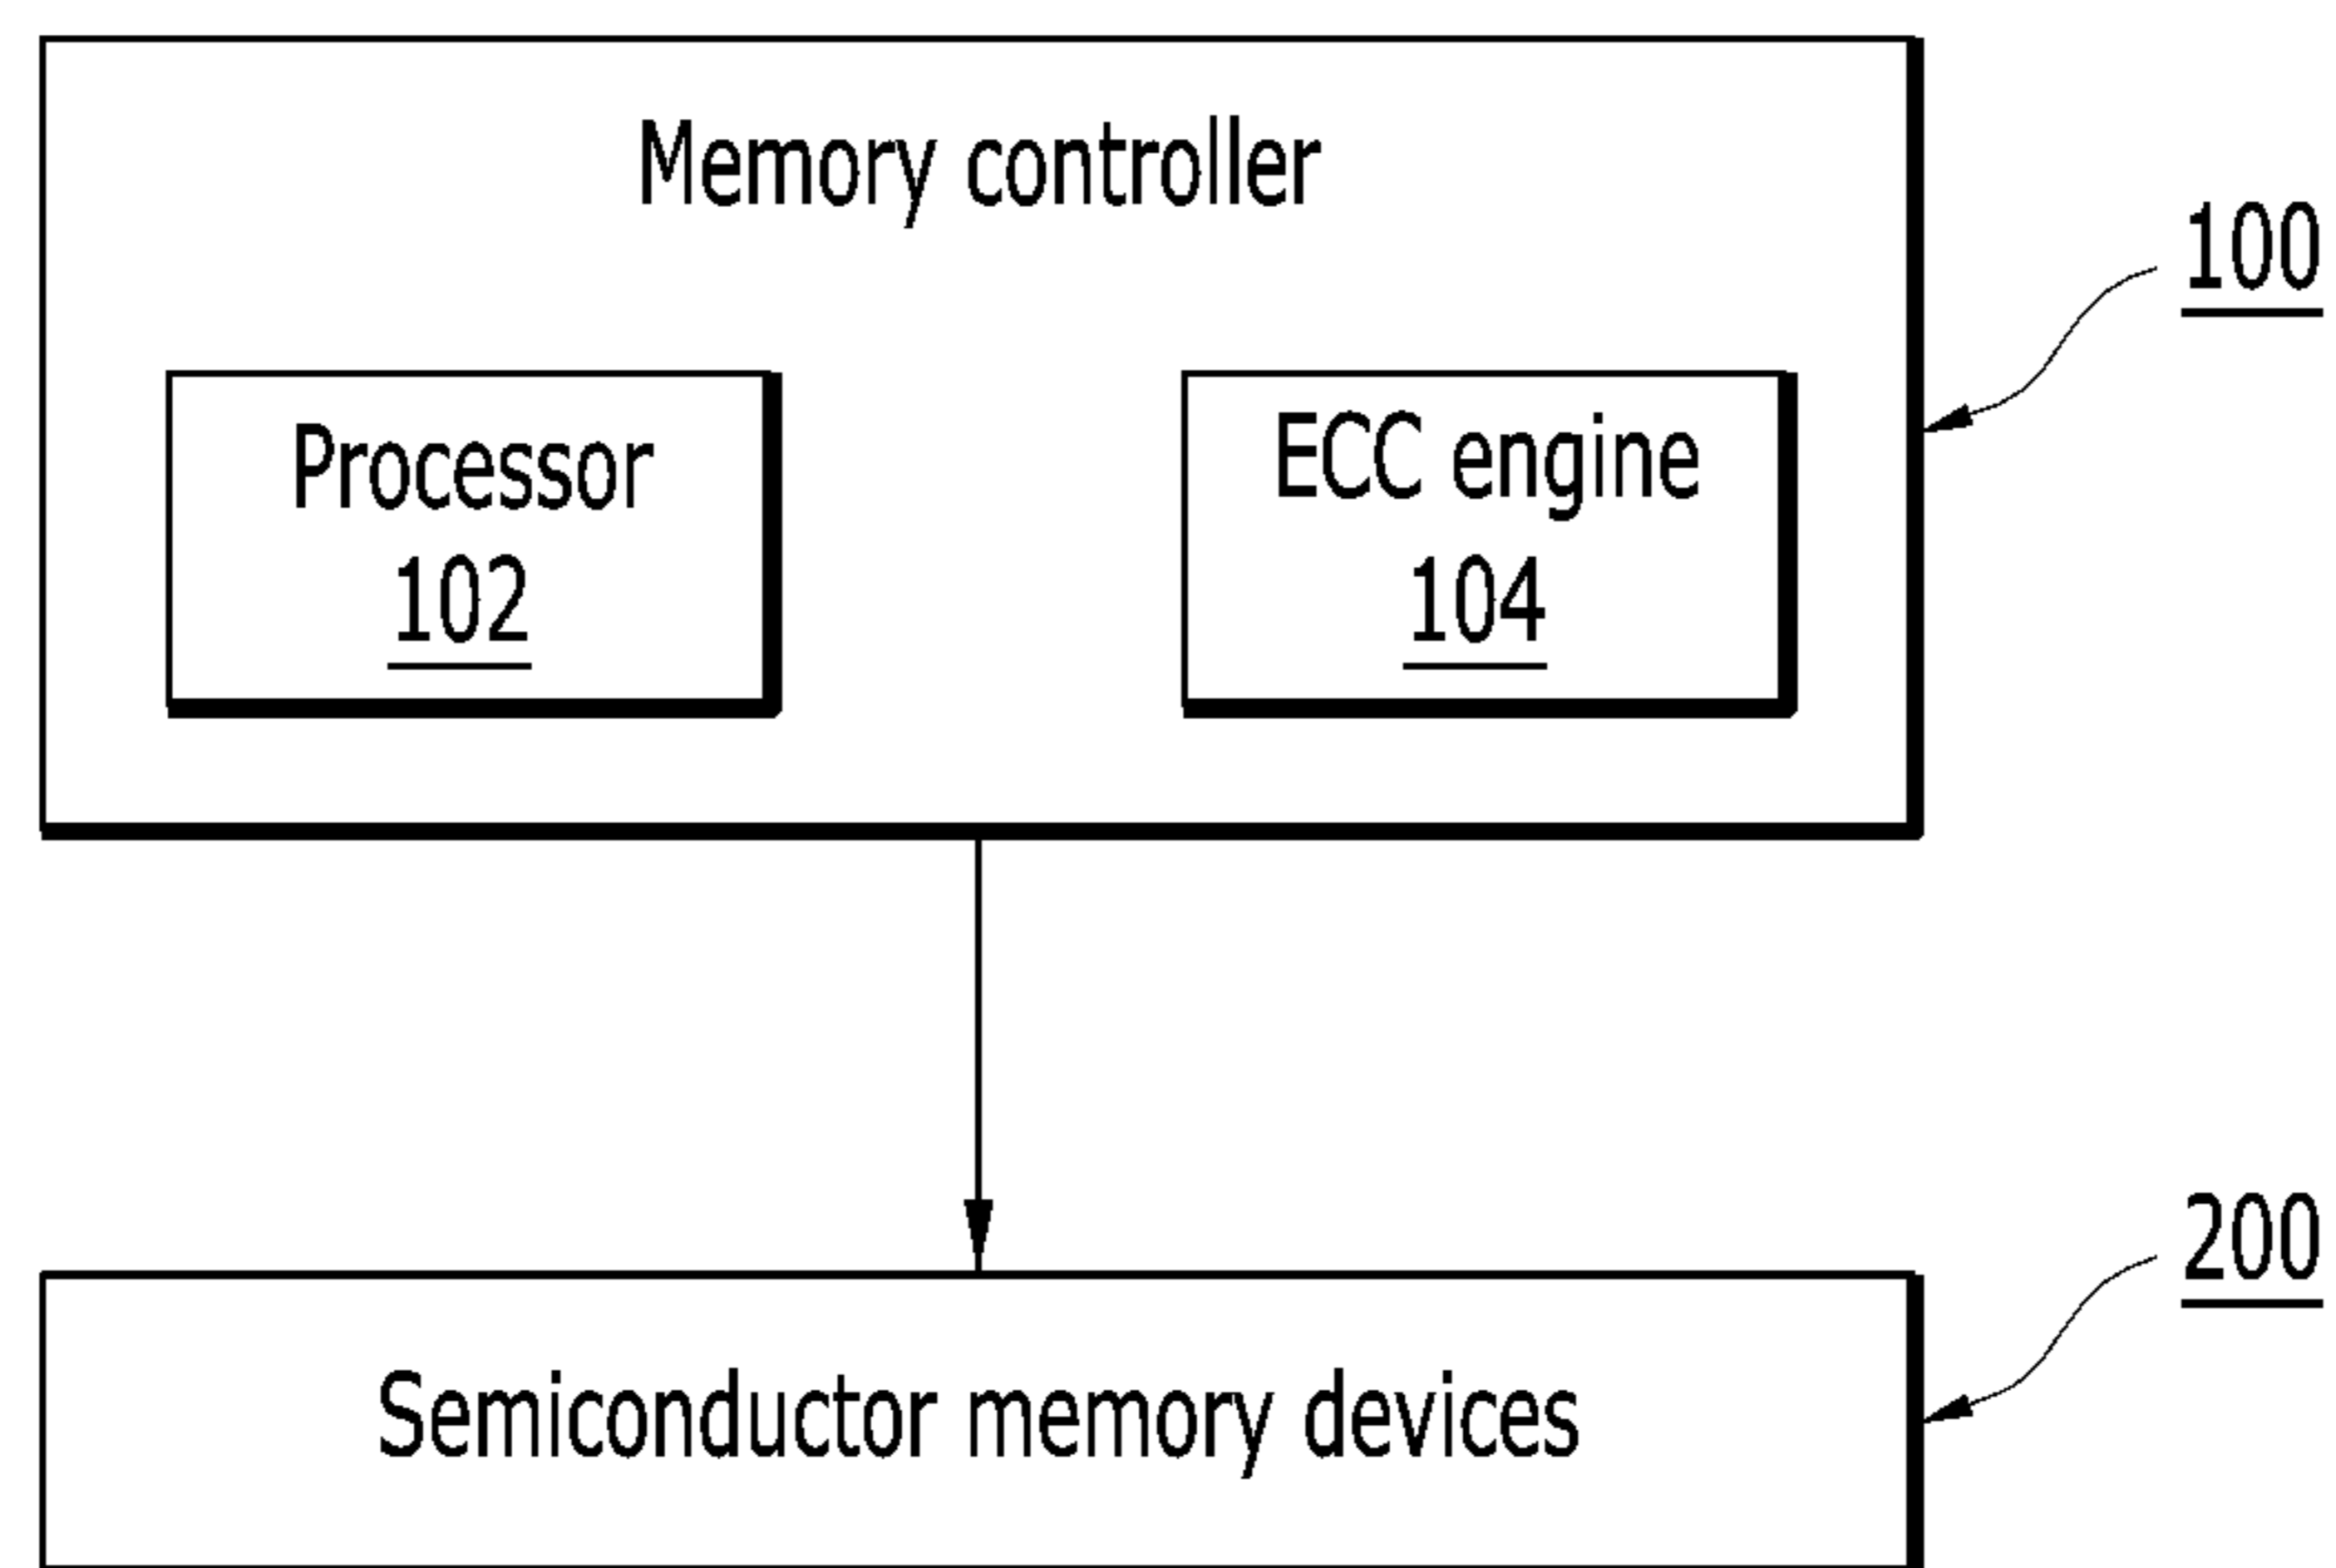 Memory controller
100
Processor
102
ECC engine
104
200
Semiconductor memory devices